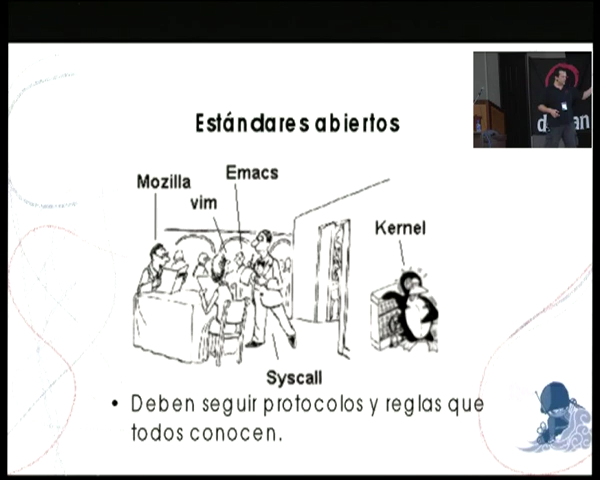 Estándares abiertos
Mozilla
Emacs
vim
Kernel
Syscall
• Deben seguir protocolos y reglas que
todos conocen.